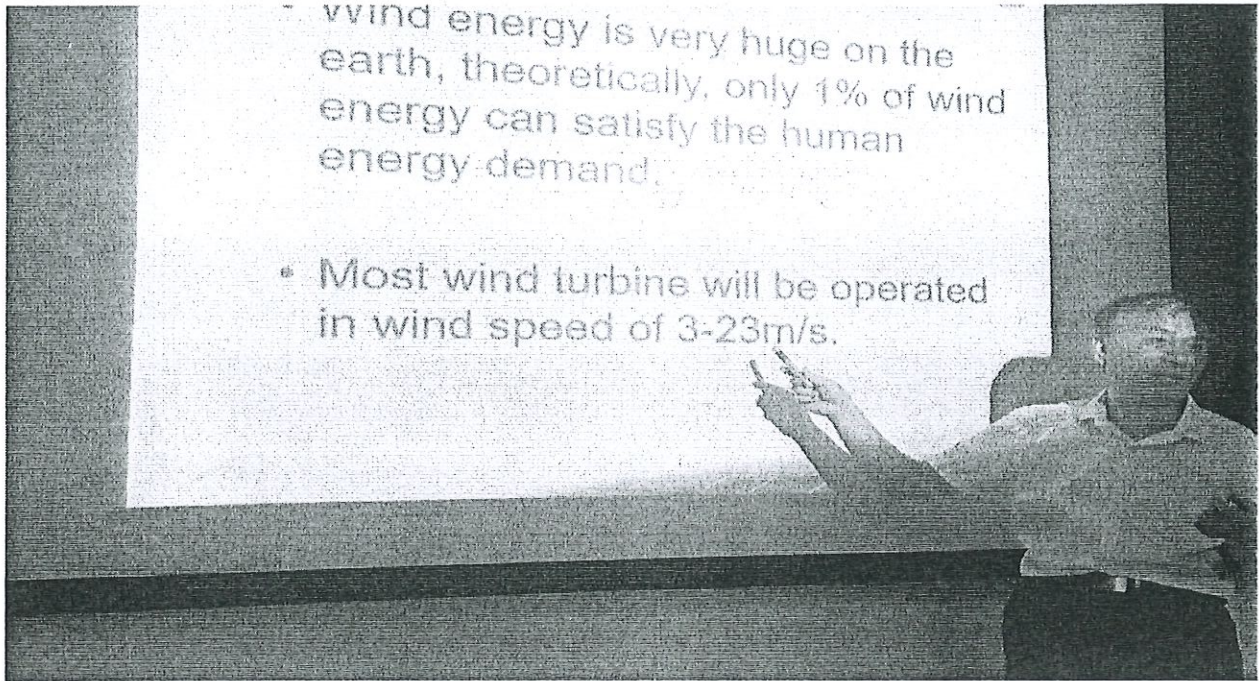 • Wind energy is very huge on the
earth, theoretically, only 1% of wind
energy can satisfy the human
energy demand.
• Most wind turbine will be operated
in wind speed of 3-23m/s.